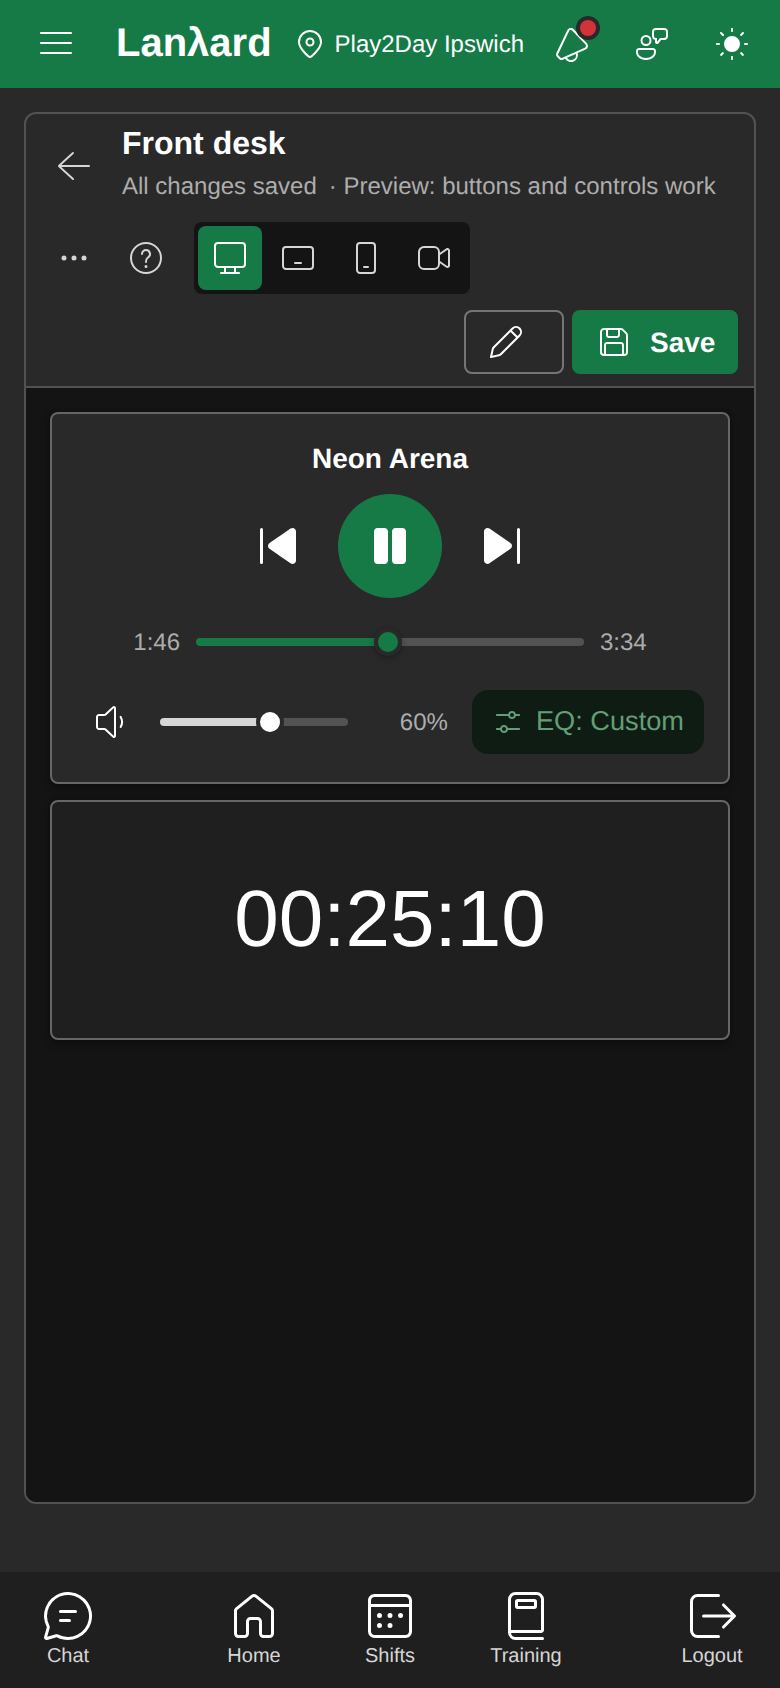 Lanλard
Play2Day Ipswich
Front desk
All changes saved · Preview: buttons and controls work
Save
Neon Arena
1:46
3:34
60%
EQ: Custom
00:25:10
Chat
Home
Shifts
Training
Logout